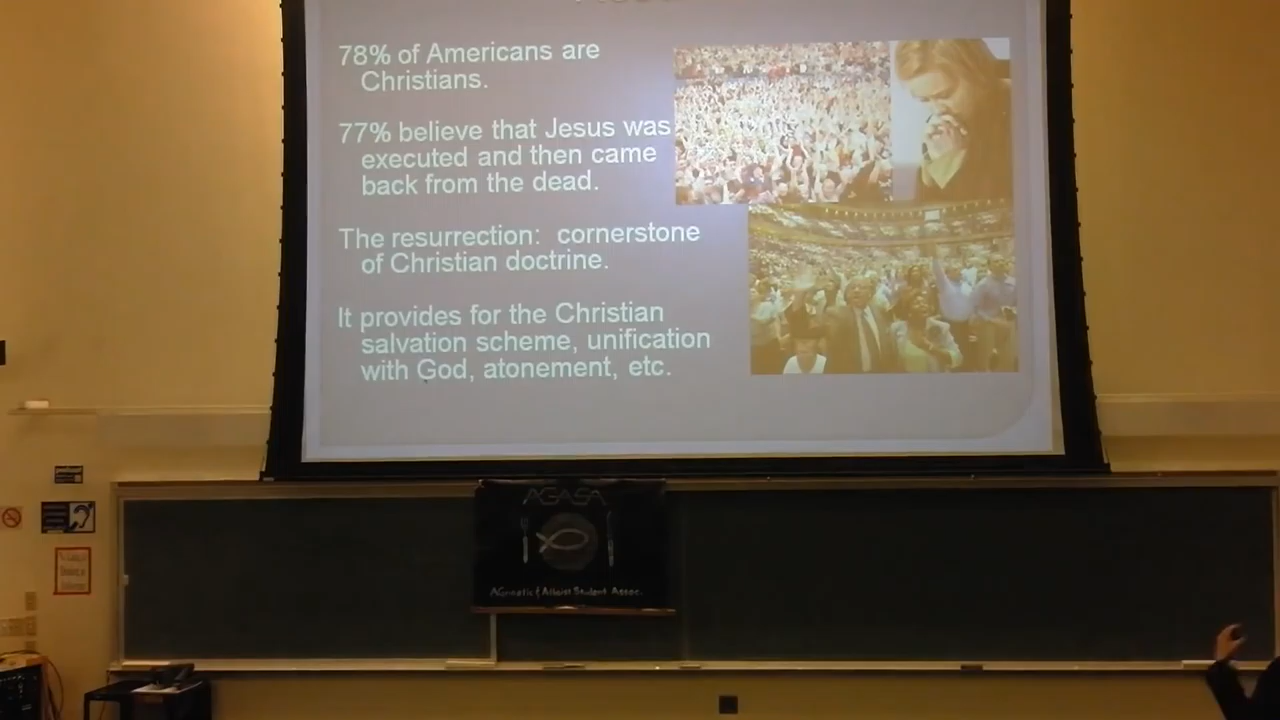 78% of Americans are
Christians.
77% believe that Jesus was
executed and then came
back from the dead.
The resurrection: cornerstone
of Christian doctrine.
It provides for the Christian
salvation scheme, unification
with God, atonement, etc.
AGASA
AGnostic & Atheist Student Assoc.